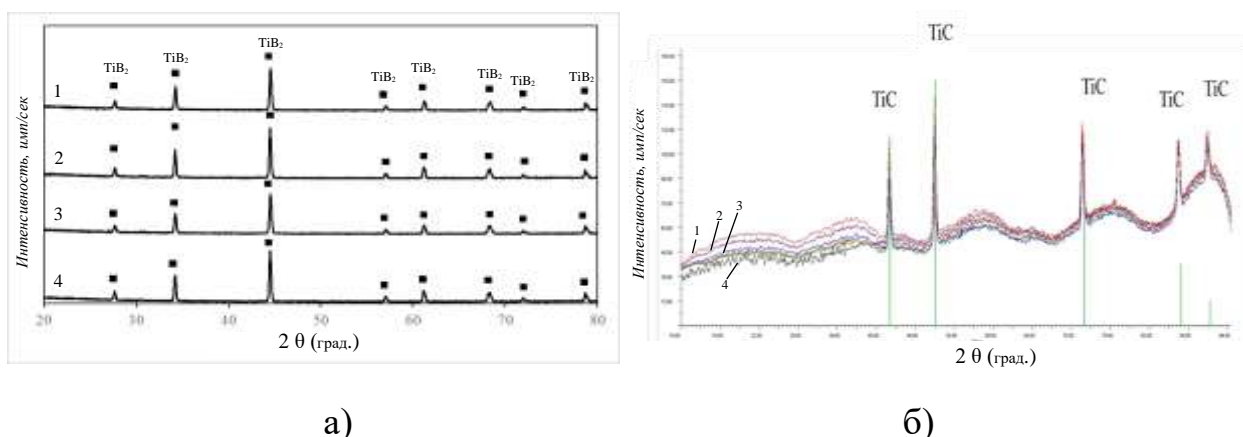 TiB₂ TiB₂ TiB₂ TiB₂ TiB₂ TiB₂ TiB₂ TiB₂
1
2
3
4
Интенсивность, имп/сек
20 30 40 50 60 70 80
2 θ (град.)
а)
TiC
TiC TiC TiC TiC
Интенсивность, имп/сек
1 2 3
4
2 θ (град.)
б)